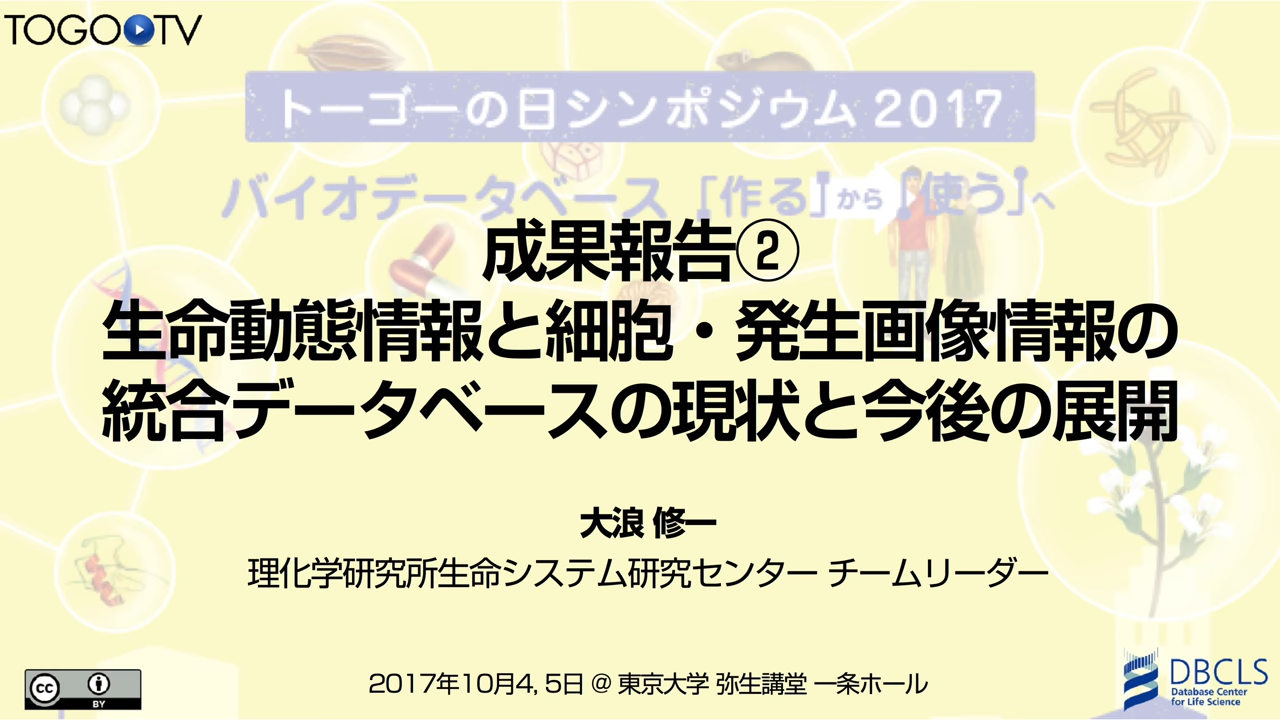 TOGO TV
トーゴーの日シンポジウム 2017
バイオデータベース「作る」から「使う」へ
成果報告②
生命動態情報と細胞・発生画像情報の
統合データベースの現状と今後の展開
大浪 修一
理化学研究所生命システム研究センター チームリーダー
2017年10月4, 5日 @ 東京大学 弥生講堂 一条ホール
cc
BY
DBCLS
Database Center
for Life Science